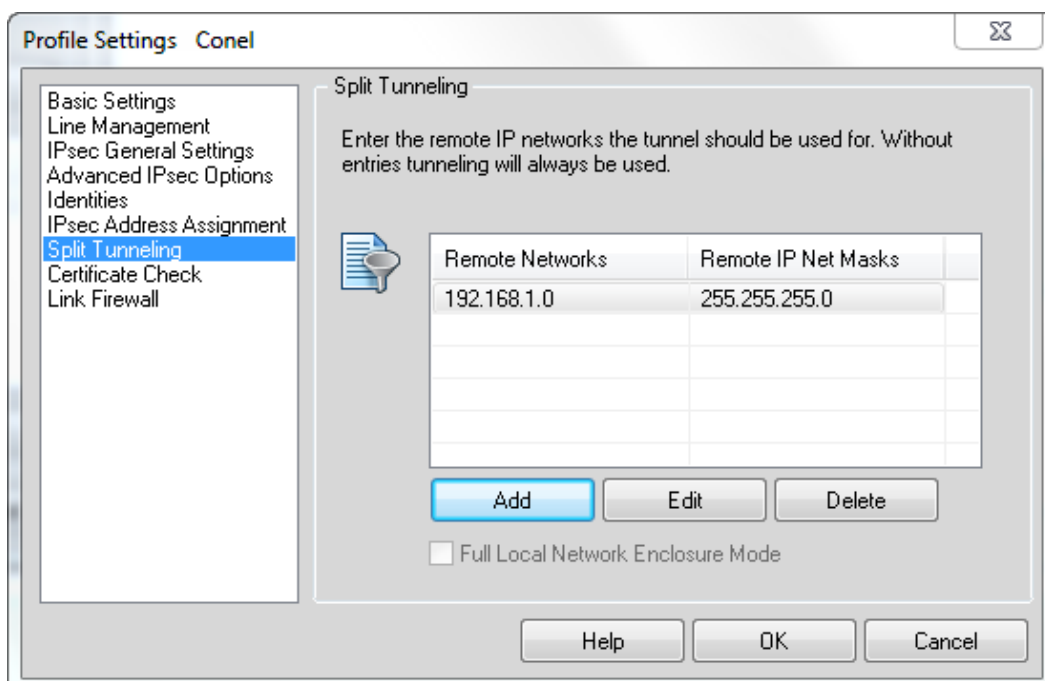 Profile Settings Conel
Basic Settings
Line Management
IPsec General Settings
Advanced IPsec Options
Identities
IPsec Address Assignment
Split Tunneling
Certificate Check
Link Firewall
Split Tunneling
Enter the remote IP networks the tunnel should be used for. Without
entries tunneling will always be used.
Remote Networks Remote IP Net Masks
192.168.1.0 255.255.255.0
Add Edit Delete
Full Local Network Enclosure Mode
Help OK Cancel